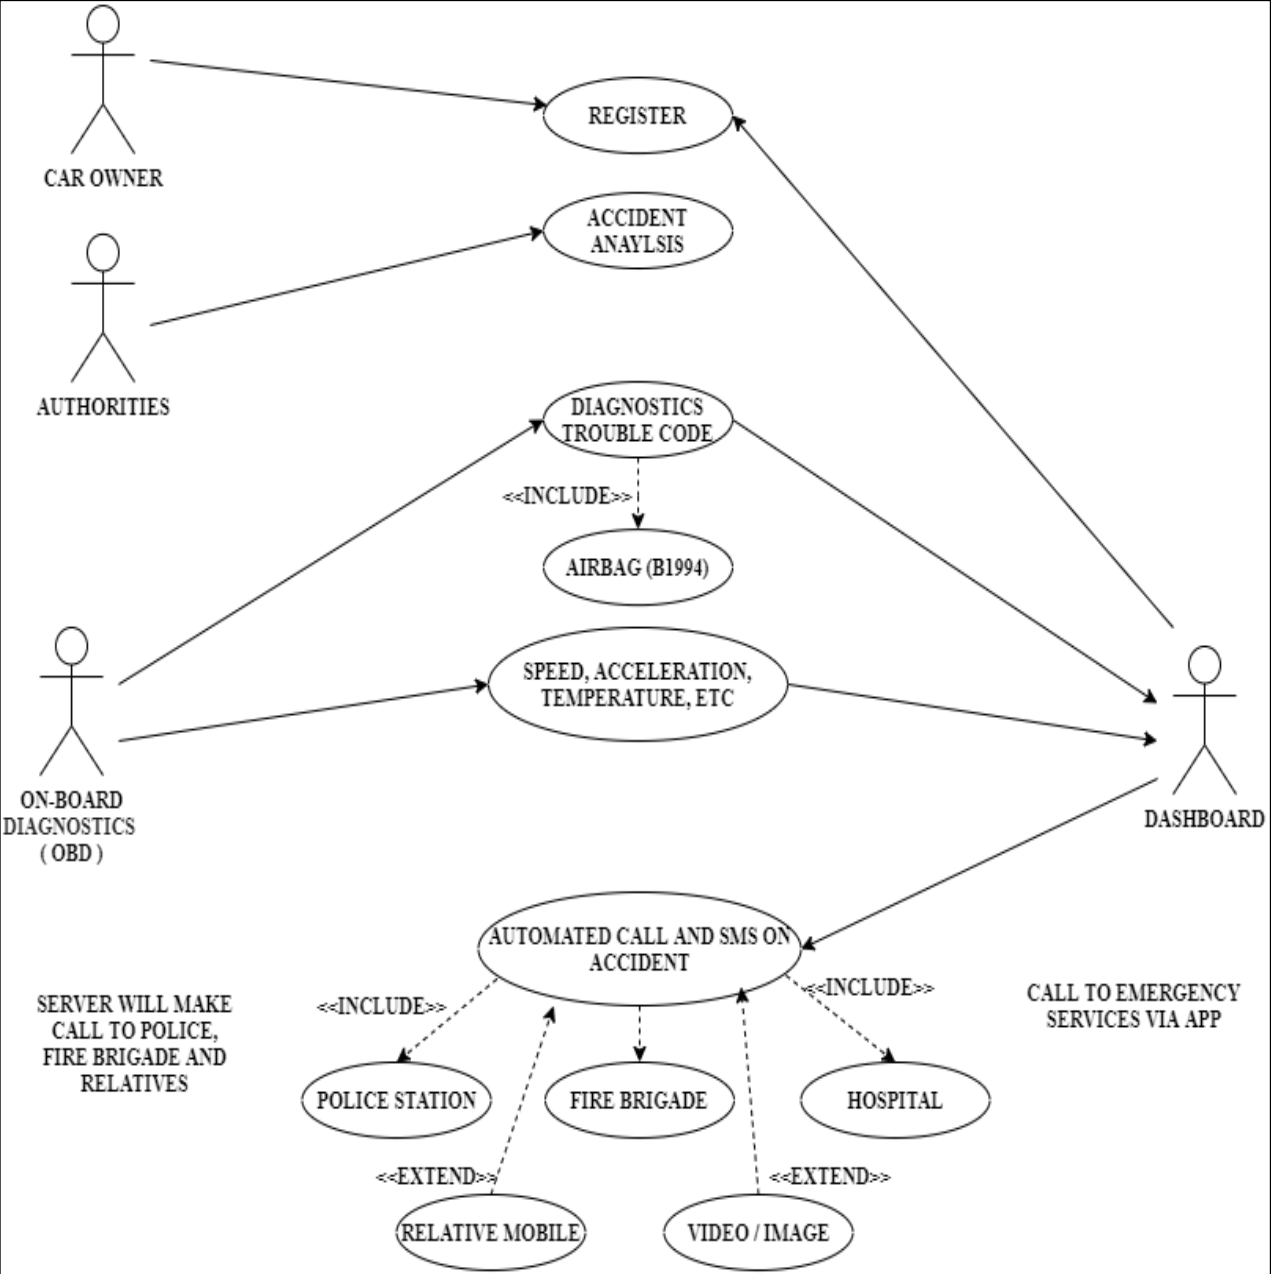 CAR OWNER
REGISTER
ACCIDENT
ANAYLSIS
AUTHORITIES
DIAGNOSTICS
TROUBLE CODE
<<INCLUDE>>
AIRBAG (B1994)
SPEED, ACCELERATION,
TEMPERATURE, ETC
ON-BOARD
DIAGNOSTICS
( OBD )
DASHBOARD
AUTOMATED CALL AND SMS ON
ACCIDENT
SERVER WILL MAKE
CALL TO POLICE,
FIRE BRIGADE AND
RELATIVES
<<INCLUDE>>
<<INCLUDE>>
CALL TO EMERGENCY
SERVICES VIA APP
POLICE STATION
FIRE BRIGADE
HOSPITAL
<<EXTEND>>
<<EXTEND>>
RELATIVE MOBILE
VIDEO / IMAGE